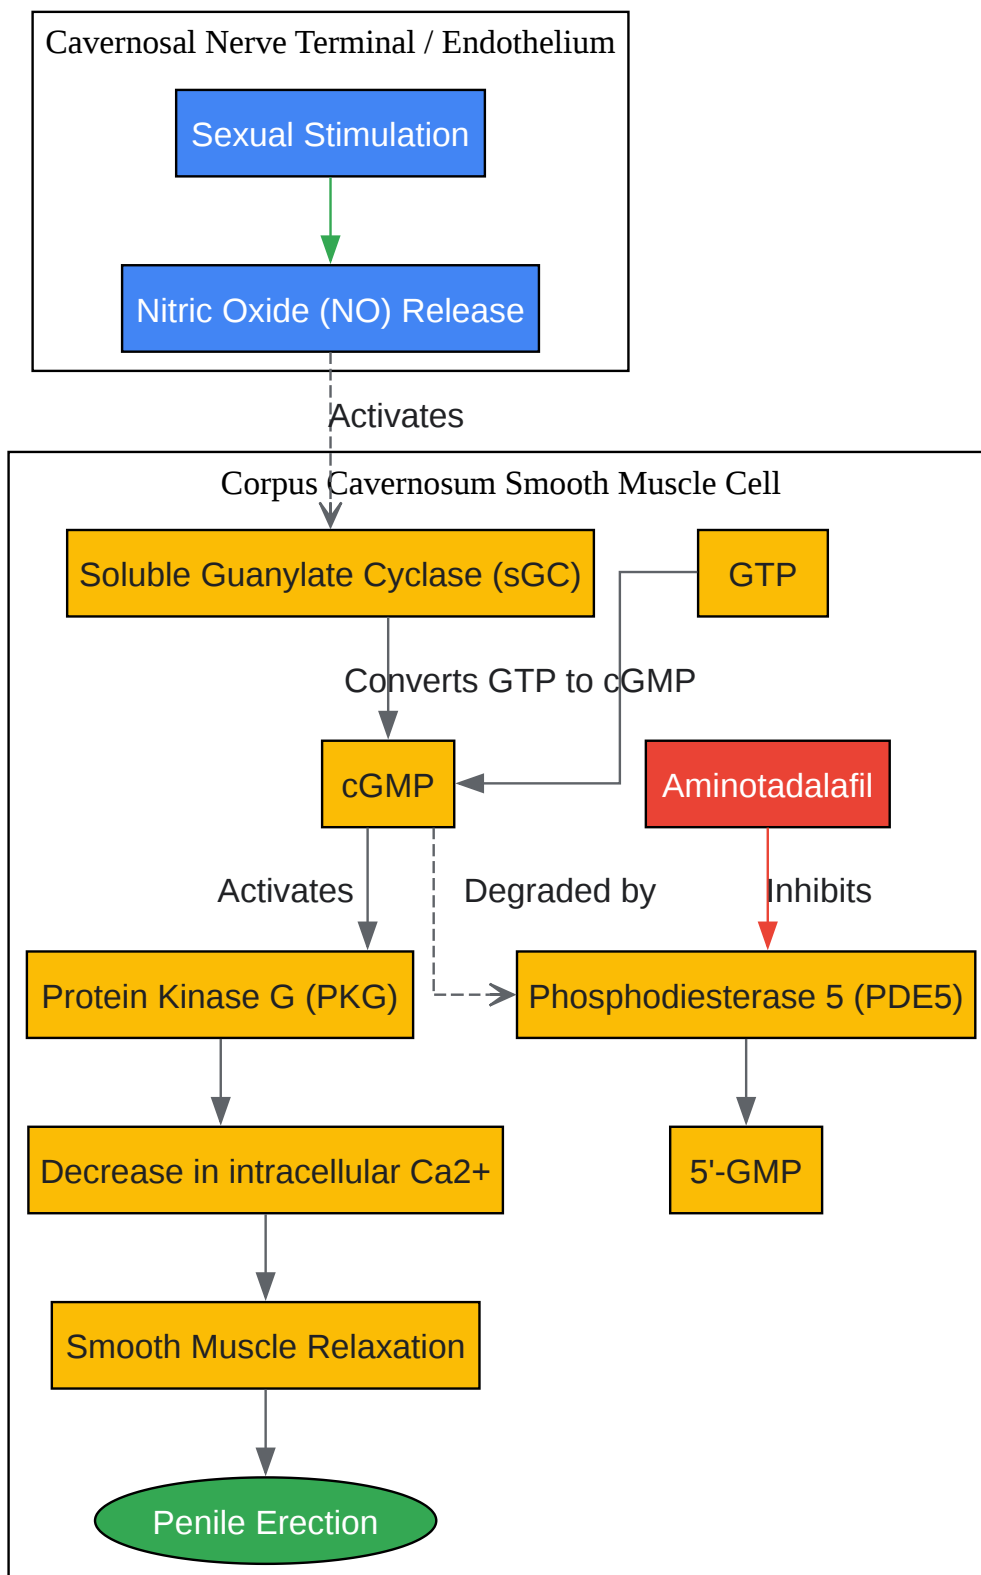 Cavernosal Nerve Terminal / Endothelium
Sexual Stimulation
Nitric Oxide (NO) Release
Activates
Corpus Cavernosum Smooth Muscle Cell
Soluble Guanylate Cyclase (sGC)
GTP
Converts GTP to cGMP
cGMP
Aminotadalafil
Activates
Degraded by
Inhibits
Protein Kinase G (PKG)
Phosphodiesterase 5 (PDE5)
Decrease in intracellular Ca2+
5'-GMP
Smooth Muscle Relaxation
Penile Erection